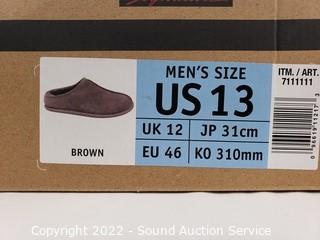 MEN'S SIZE
US 13
UK 12
JP 31cm
EU 46
KO 310mm
BROWN
ITM. / ART.
7111111
Copyright 2022 - Sound Auction Service